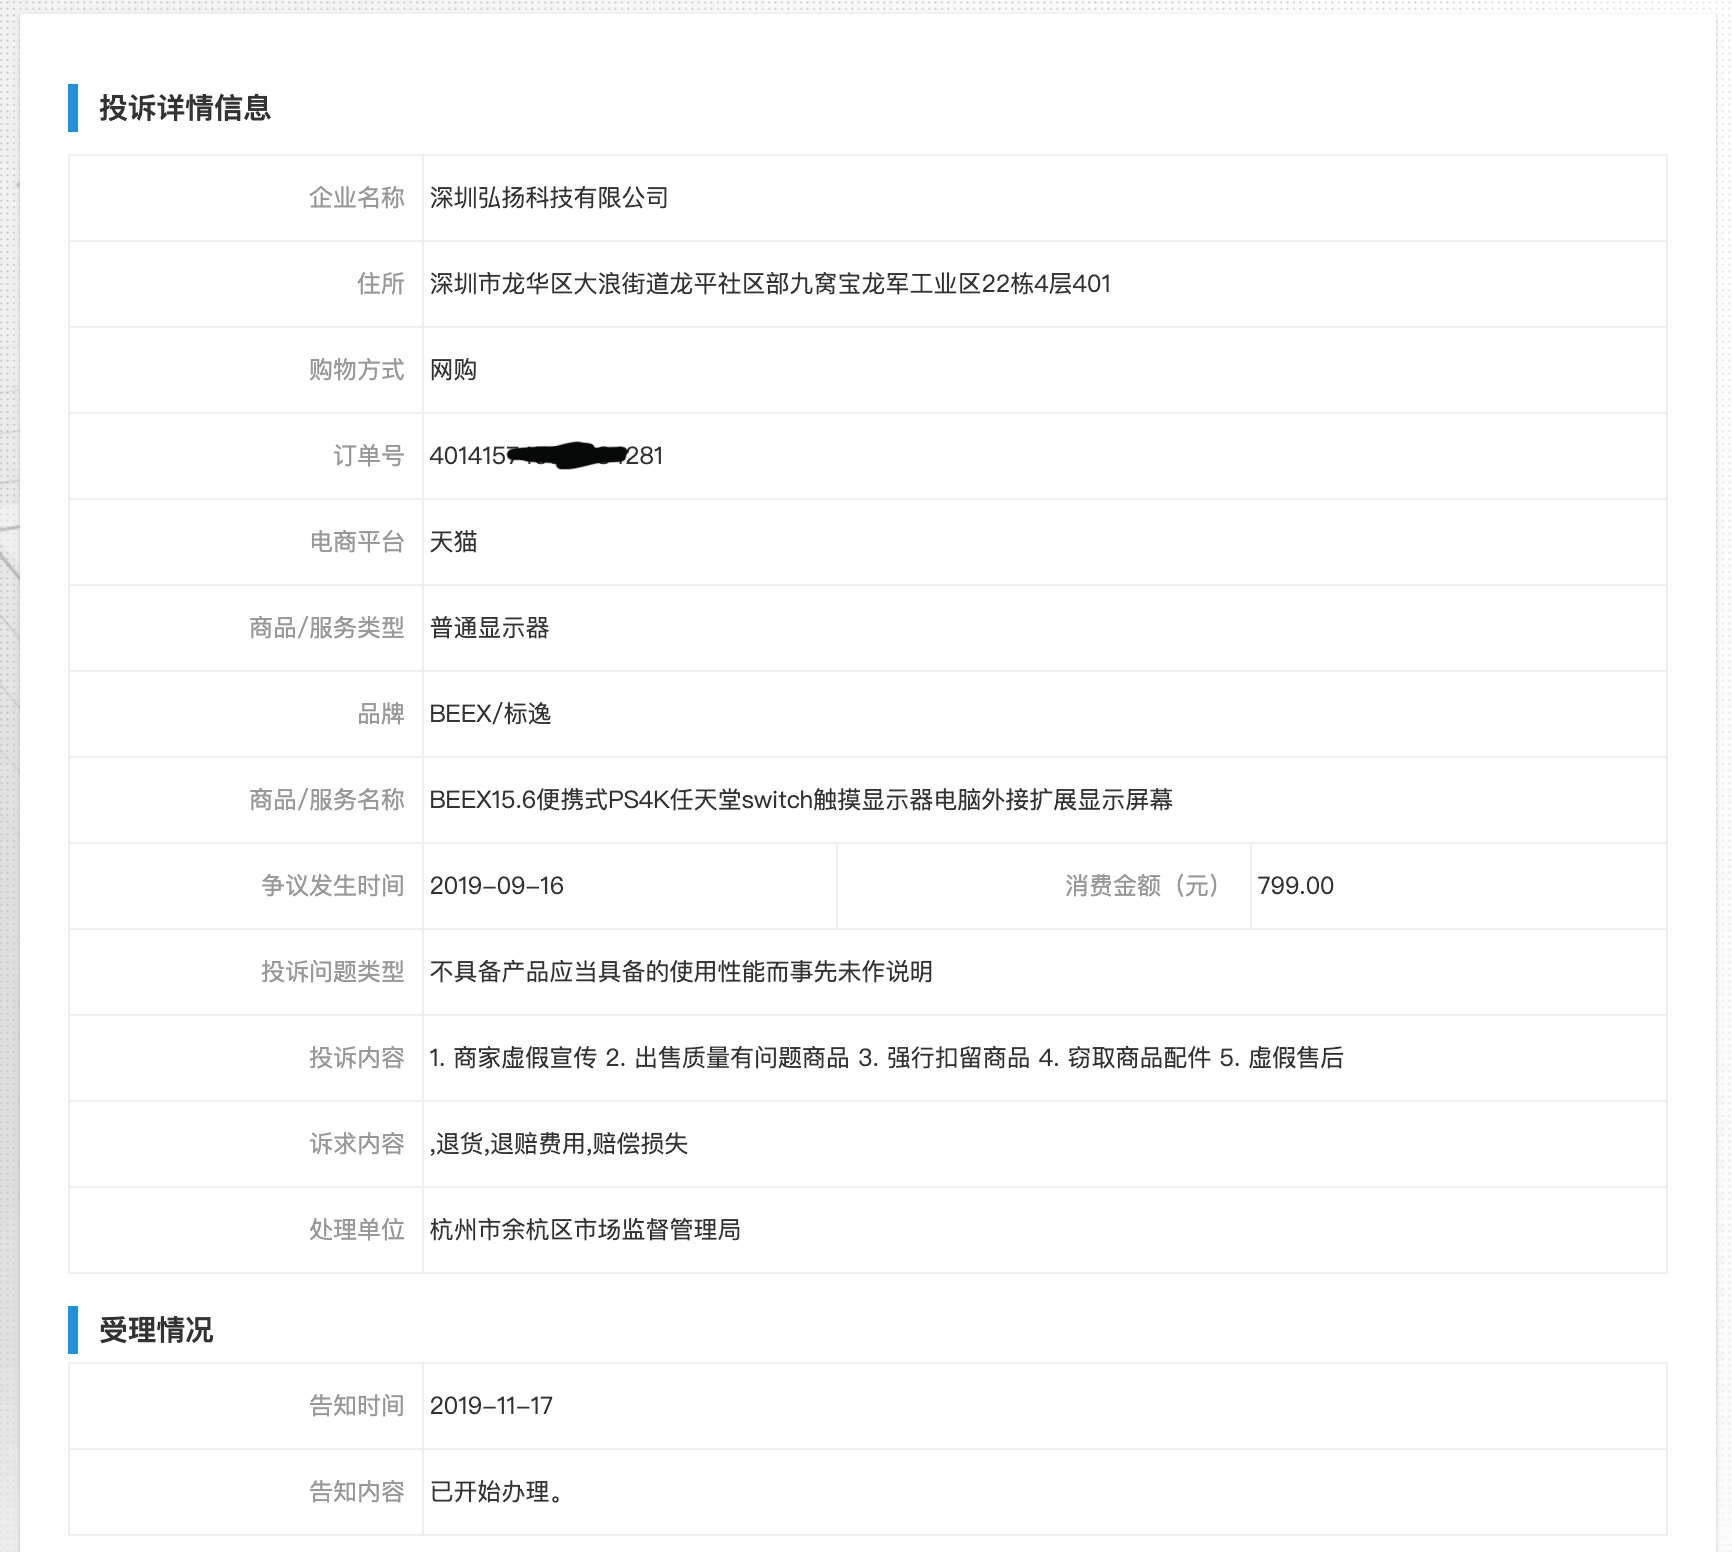 投诉详情信息
企业名称 深圳弘扬科技有限公司
住所 深圳市龙华区大浪街道龙平社区部九窝宝龙军工业区22栋4层401
购物方式 网购
订单号 401415 281
电商平台 天猫
商品/服务类型 普通显示器
品牌 BEEX/标逸
商品/服务名称 BEEX15.6便携式PS4K任天堂switch触摸显示器电脑外接扩展显示屏幕
争议发生时间 2019-09-16 消费金额（元） 799.00
投诉问题类型 不具备产品应当具备的使用性能而事先未作说明
投诉内容 1. 商家虚假宣传 2. 出售质量有问题商品 3. 强行扣留商品 4. 窃取商品配件 5. 虚假售后
诉求内容 ,退货,退赔费用,赔偿损失
处理单位 杭州市余杭区市场监督管理局
受理情况
告知时间 2019-11-17
告知内容 已开始办理。